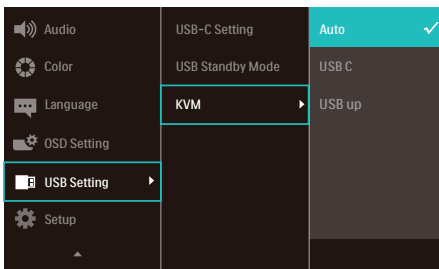 Audio
Color
Language
OSD Setting
USB Setting
Setup
USB-C Setting
USB Standby Mode
KVM
Auto
USB C
USB up